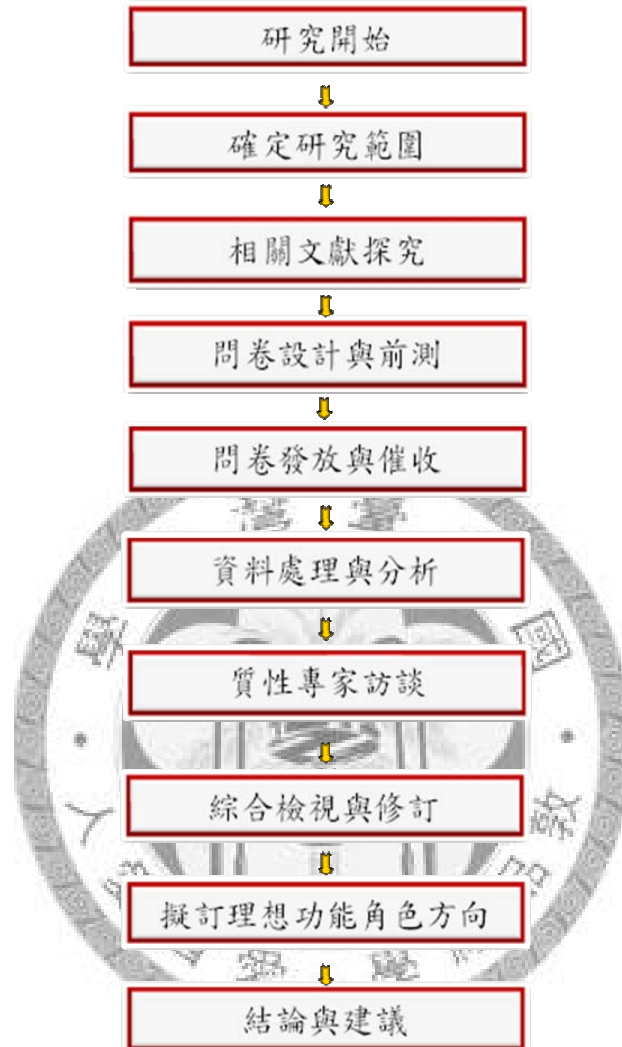 研究開始
確定研究範圍
相關文獻探究
問卷設計與前測
問卷發放與催收
資料處理與分析
質性專家訪談
綜合檢視與修訂
擬訂理想功能角色方向
結論與建議